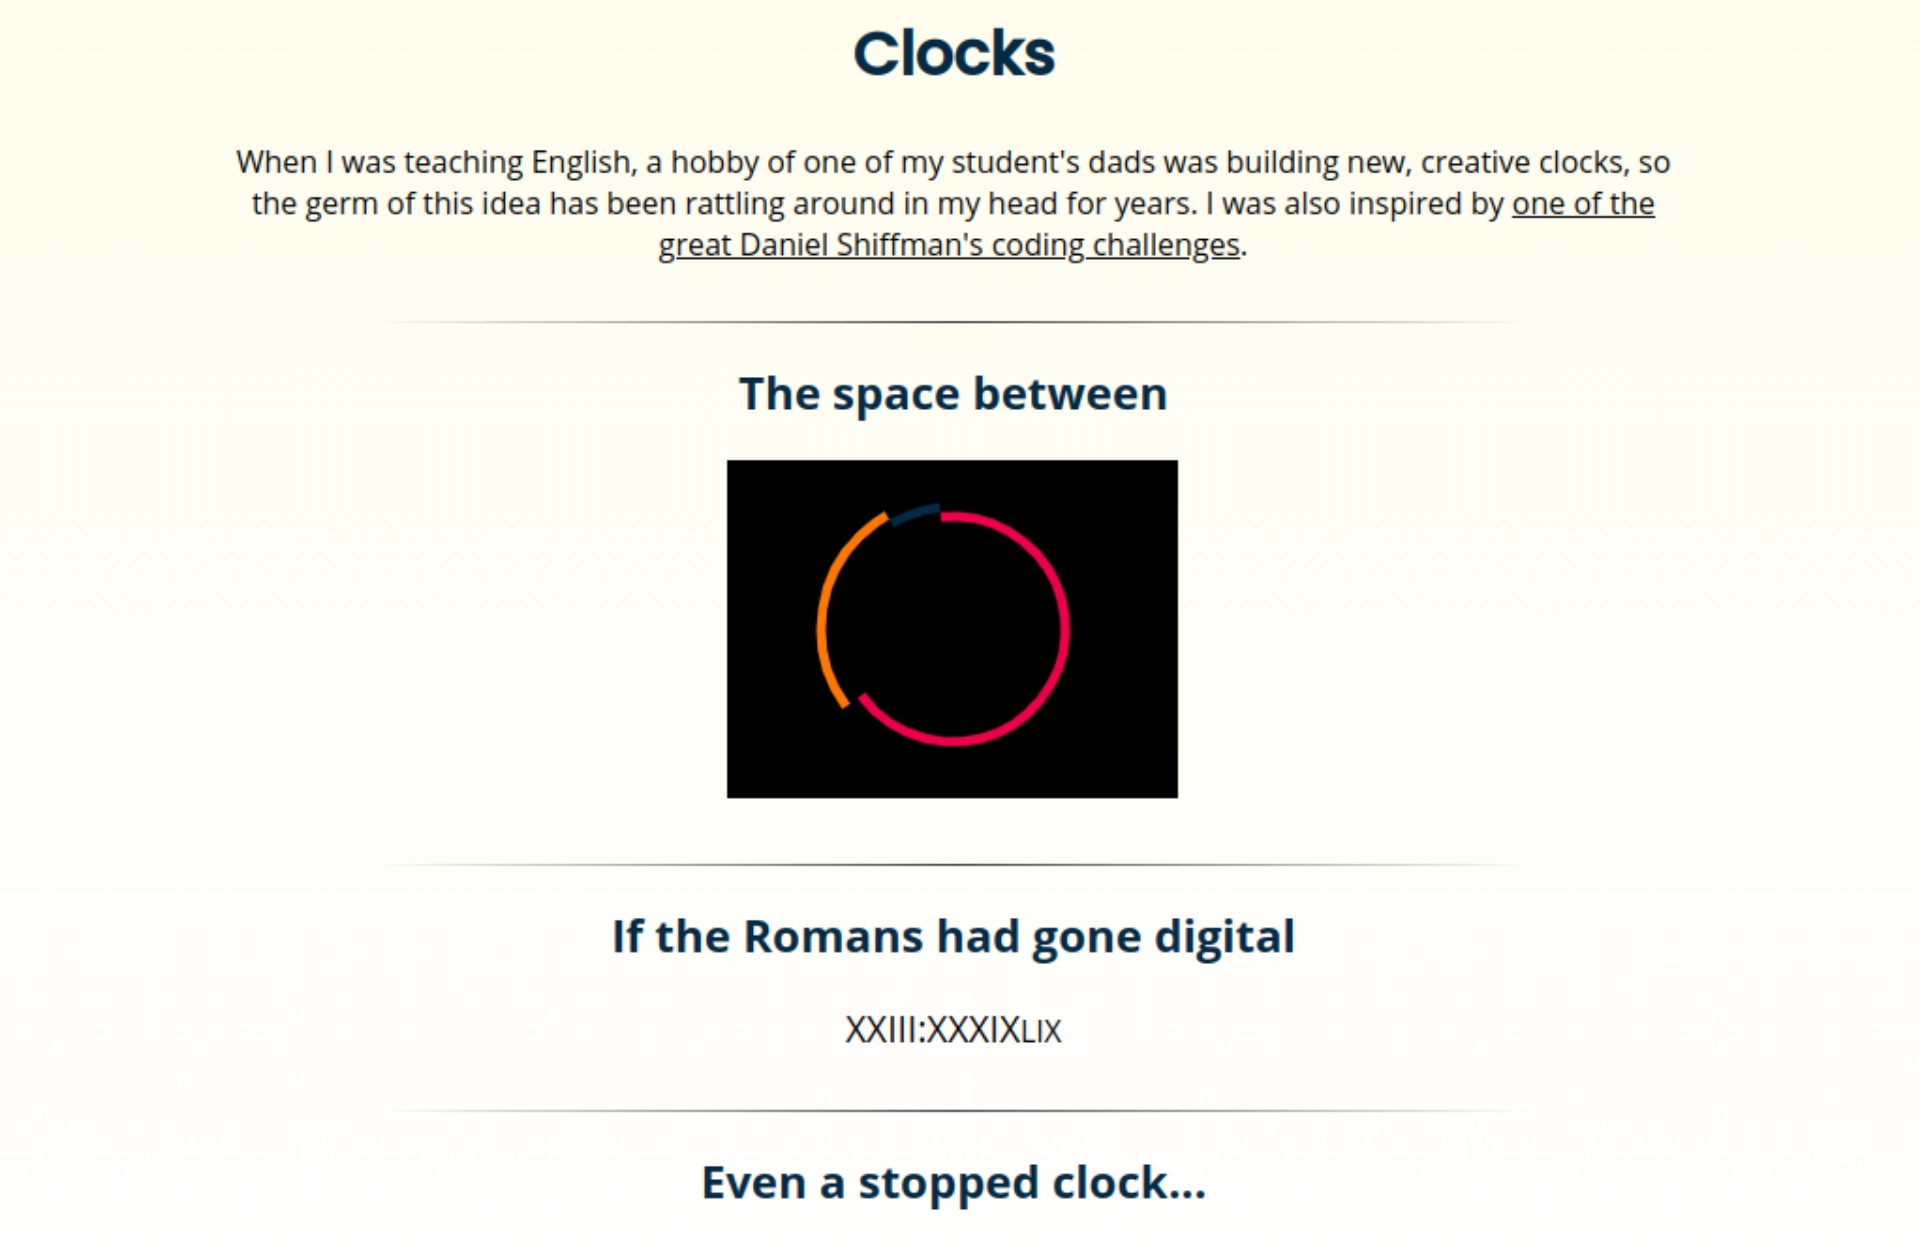 Clocks
When I was teaching English, a hobby of one of my student's dads was building new, creative clocks, so
the germ of this idea has been rattling around in my head for years. I was also inspired by one of the
great Daniel Shiffman's coding challenges.
The space between
If the Romans had gone digital
XXIII:XXXIXLIX
Even a stopped clock...